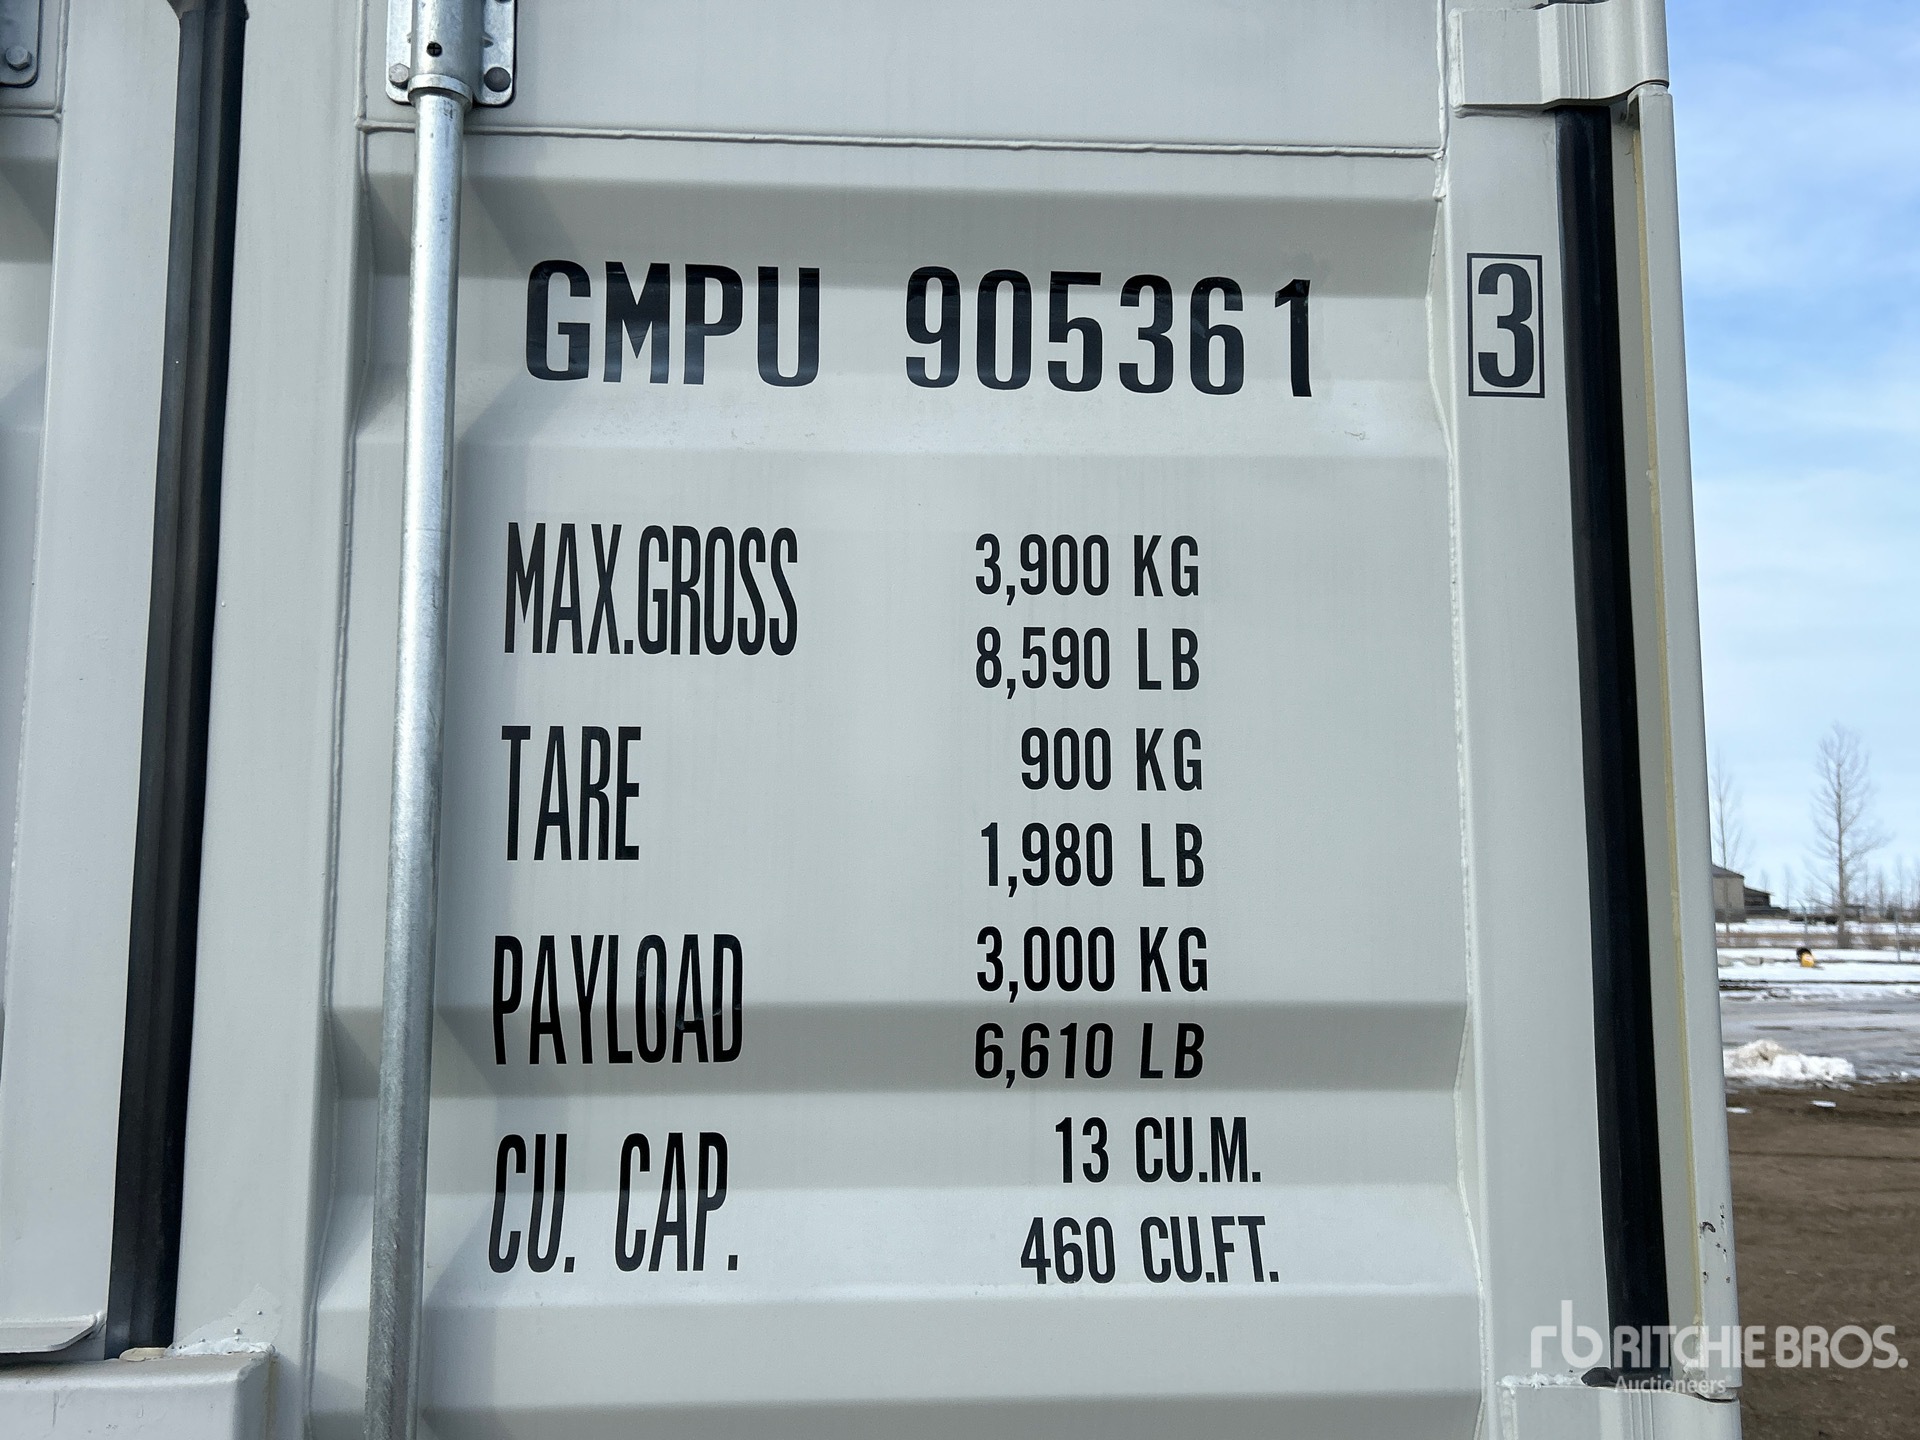 GMPU 905361 3
MAX.GROSS 3,900 KG
8,590 LB
TARE 900 KG
1,980 LB
PAYLOAD 3,000 KG
6,610 LB
CU. CAP. 13 CU.M.
460 CU.FT.
rb RITCHIE BROS.
Auctioneers